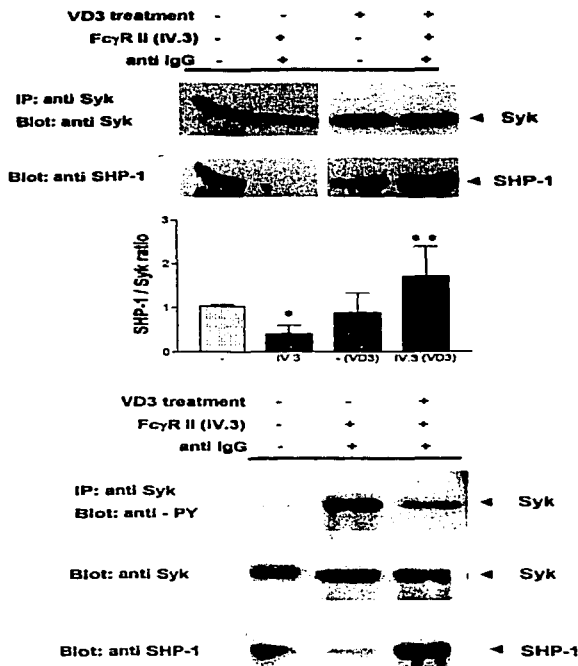 VD3 treatment - - + +
FcγR II (IV.3) - + - +
anti IgG - + - +
IP: anti Syk
Blot: anti Syk
Syk
Blot: anti SHP-1
SHP-1
SHP-1 / Syk ratio
3
2
1
0
*
* *
- IV.3 - (VD3) IV.3 (VD3)
VD3 treatment - - +
FcγR II (IV.3) - + +
anti IgG - + +
IP: anti Syk
Blot: anti - PY
Syk
Blot: anti Syk
Syk
Blot: anti SHP-1
SHP-1